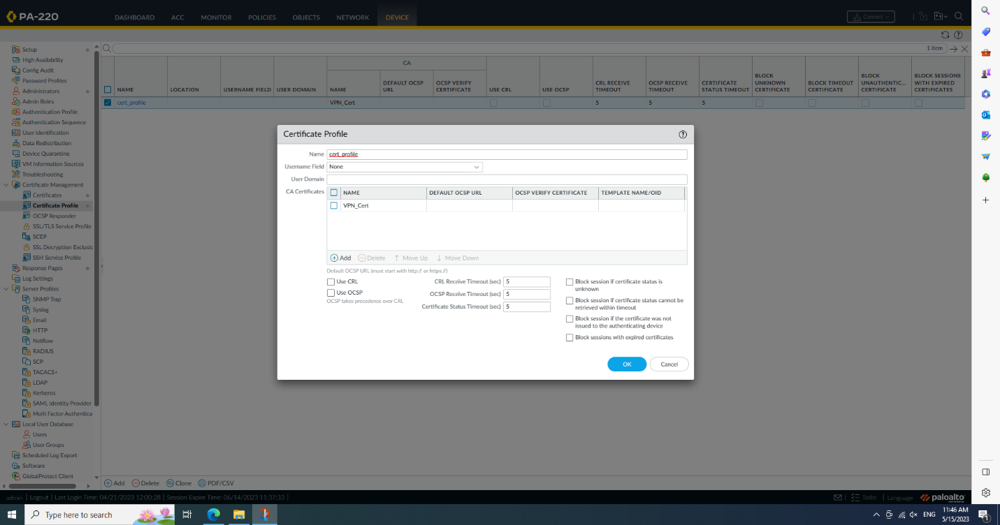 PA-220
DASHBOARD ACC MONITOR POLICIES OBJECTS NETWORK DEVICE
Commit
1 item
Setup
High Availability
Config Audit
Password Profiles
Administrators
Admin Roles
Authentication Profile
Authentication Sequence
User Identification
Data Redistribution
Device Quarantine
VM Information Sources
Troubleshooting
Certificate Management
Certificates
Certificate Profile
OCSP Responder
SSL/TLS Service Profile
SCEP
SSL Decryption Exclusic
SSH Service Profile
Response Pages
Log Settings
Server Profiles
SNMP Trap
Syslog
Email
HTTP
Netflow
RADIUS
SCP
TACACS+
LDAP
Kerberos
SAML Identity Provider
Multi Factor Authentica
Local User Database
Users
User Groups
Scheduled Log Export
Software
GlobalProtect Client
CA
NAME LOCATION USERNAME FIELD USER DOMAIN NAME DEFAULT OCSP URL OCSP VERIFY CERTIFICATE USE CRL USE OCSP CRL RECEIVE TIMEOUT OCSP RECEIVE TIMEOUT CERTIFICATE STATUS TIMEOUT BLOCK UNKNOWN CERTIFICATE BLOCK TIMEOUT CERTIFICATE BLOCK UNAUTHENTIC... CERTIFICATE BLOCK SESSIONS WITH EXPIRED CERTIFICATES
cert_profile VPN_Cert 5 5 5
Certificate Profile
Name cert_profile
Username Field None
User Domain
CA Certificates NAME DEFAULT OCSP URL OCSP VERIFY CERTIFICATE TEMPLATE NAME/OID
VPN_Cert
Add Delete Move Up Move Down
Default OCSP URL (must start with http:// or https://)
Use CRL
Use OCSP
OCSP takes precedence over CRL
CRL Receive Timeout (sec) 5
OCSP Receive Timeout (sec) 5
Certificate Status Timeout (sec) 5
Block session if certificate status is
unknown
Block session if certificate status cannot be
retrieved within timeout
Block session if the certificate was not
issued to the authenticating device
Block sessions with expired certificates
OK Cancel
Add Delete Clone PDF/CSV
admin | Logout | Last Login Time: 04/21/2023 12:00:28 | Session Expire Time: 06/14/2023 11:37:33 |
Tasks | Language paloalto
Type here to search
ENG
11:46 AM
5/15/2023
1